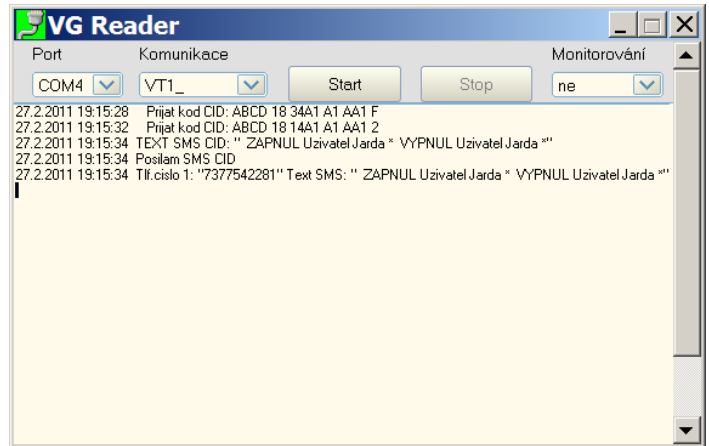 VG Reader
Port Komunikace Monitorování
COM4 VT1_ Start Stop ne
27.2.2011 19:15:28 Prijat kod CID: ABCD 18 34A1 A1 AA1 F
27.2.2011 19:15:32 Prijat kod CID: ABCD 18 14A1 A1 AA1 2
27.2.2011 19:15:34 TEXT SMS CID: " ZAPNUL Uzivatel Jarda * VYPNUL Uzivatel Jarda *"
27.2.2011 19:15:34 Posilam SMS CID
27.2.2011 19:15:34 Tlf.cislo 1: "7377542281" Text SMS: " ZAPNUL Uzivatel Jarda * VYPNUL Uzivatel Jarda *"